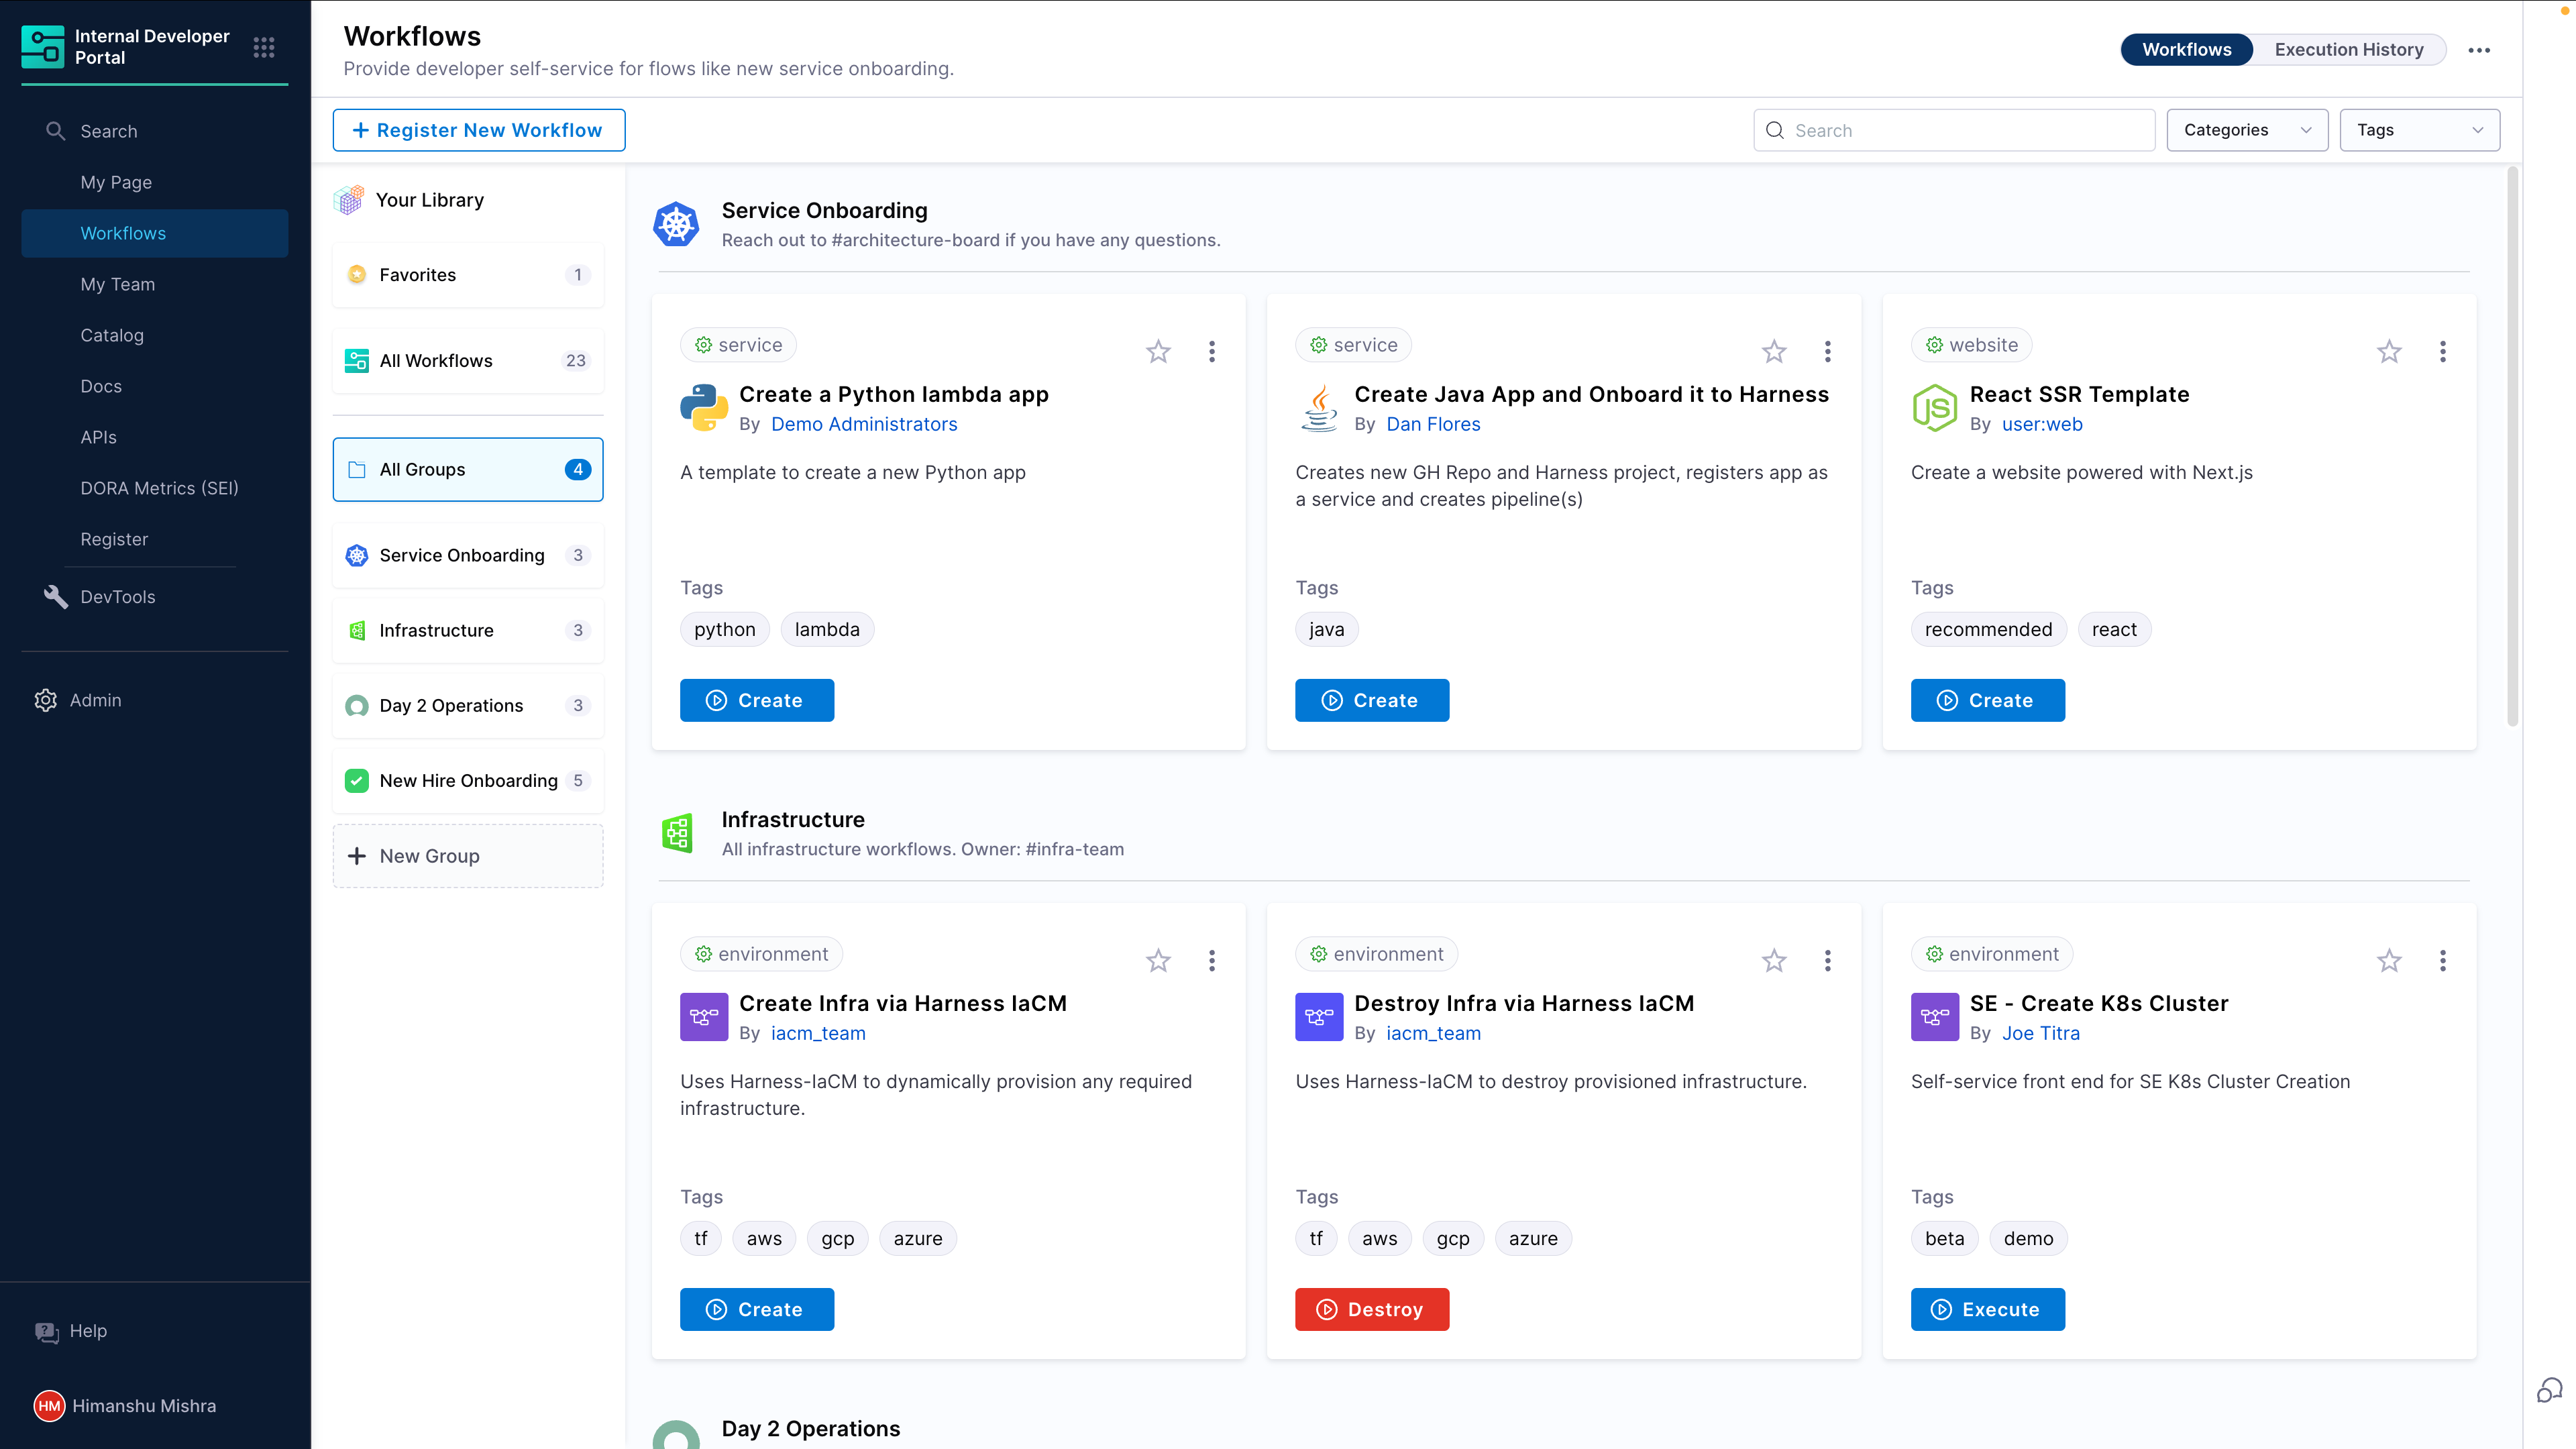 Internal Developer
Portal
Search
My Page
Workflows
My Team
Catalog
Docs
APIs
DORA Metrics (SEI)
Register
DevTools
Admin
Help
HM Himanshu Mishra
Workflows
Provide developer self-service for flows like new service onboarding.
Workflows Execution History
+ Register New Workflow
Search
Categories
Tags
Your Library
Favorites 1
All Workflows 23
All Groups 4
Service Onboarding 3
Infrastructure 3
Day 2 Operations 3
New Hire Onboarding 5
+ New Group
Service Onboarding
Reach out to #architecture-board if you have any questions.
service
Create a Python lambda app
By Demo Administrators
A template to create a new Python app
Tags
python lambda
Create
service
Create Java App and Onboard it to Harness
By Dan Flores
Creates new GH Repo and Harness project, registers app as
a service and creates pipeline(s)
Tags
java
Create
website
JS
React SSR Template
By user:web
Create a website powered with Next.js
Tags
recommended react
Create
Infrastructure
All infrastructure workflows. Owner: #infra-team
environment
Create Infra via Harness IaCM
By iacm_team
Uses Harness-IaCM to dynamically provision any required
infrastructure.
Tags
tf aws gcp azure
Create
environment
Destroy Infra via Harness IaCM
By iacm_team
Uses Harness-IaCM to destroy provisioned infrastructure.
Tags
tf aws gcp azure
Destroy
environment
SE - Create K8s Cluster
By Joe Titra
Self-service front end for SE K8s Cluster Creation
Tags
beta demo
Execute
Day 2 Operations